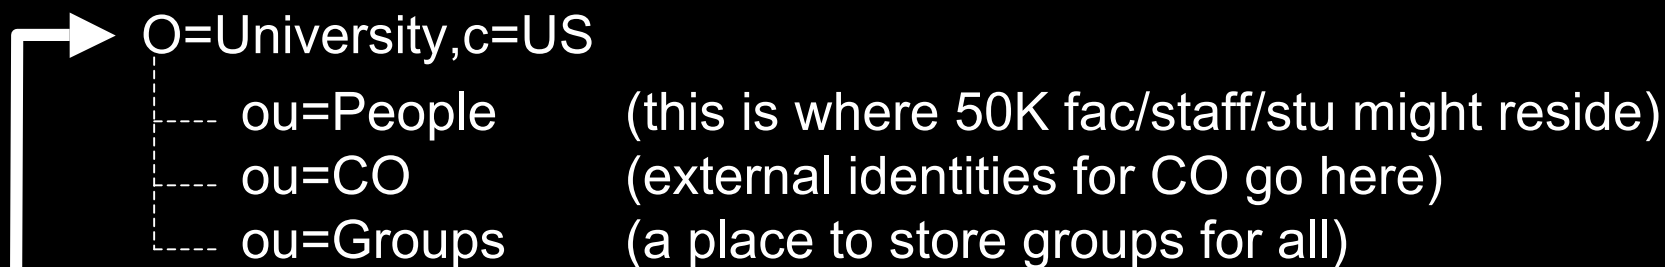 O=University,c=US
ou=People (this is where 50K fac/staff/stu might reside)
ou=CO (external identities for CO go here)
ou=Groups (a place to store groups for all)